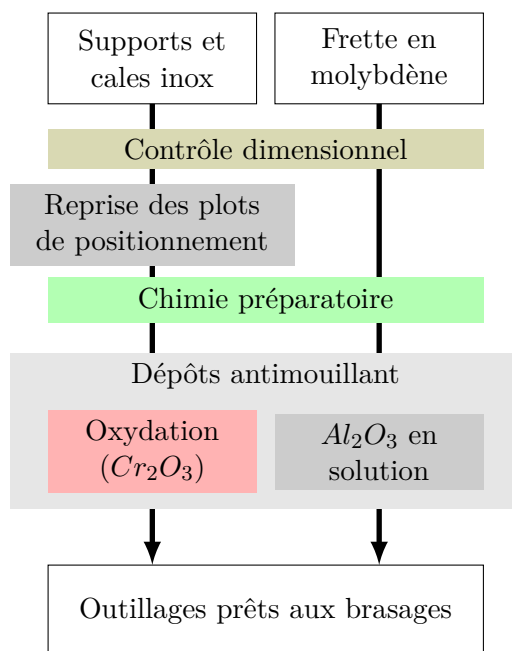 Supports et
cales inox
Frette en
molybdène
Contrôle dimensionnel
Reprise des plots
de positionnement
Chimie préparatoire
Dépôts antimouillant
Oxydation
(Cr₂O₃)
Al₂O₃ en
solution
Outillages prêts aux brasages